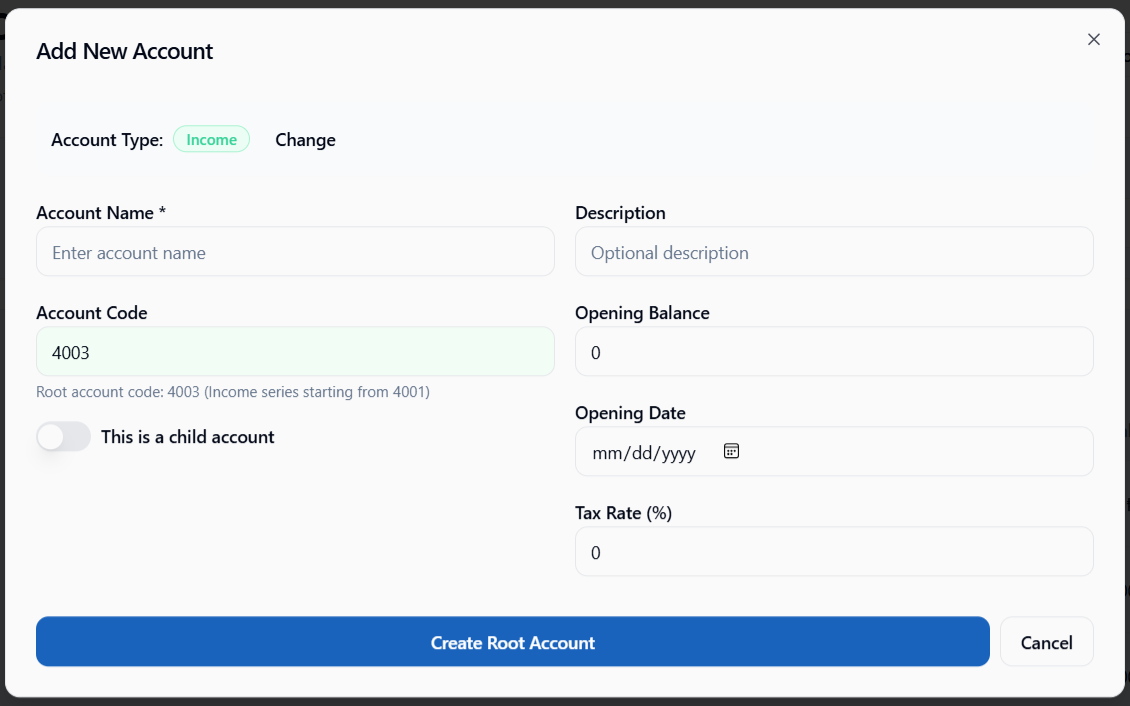 Add New Account
Account Type: Income Change
Account Name *
Enter account name
Description
Optional description
Account Code
4003
Root account code: 4003 (Income series starting from 4001)
This is a child account
Opening Balance
0
Opening Date
mm/dd/yyyy
Tax Rate (%)
0
Create Root Account
Cancel